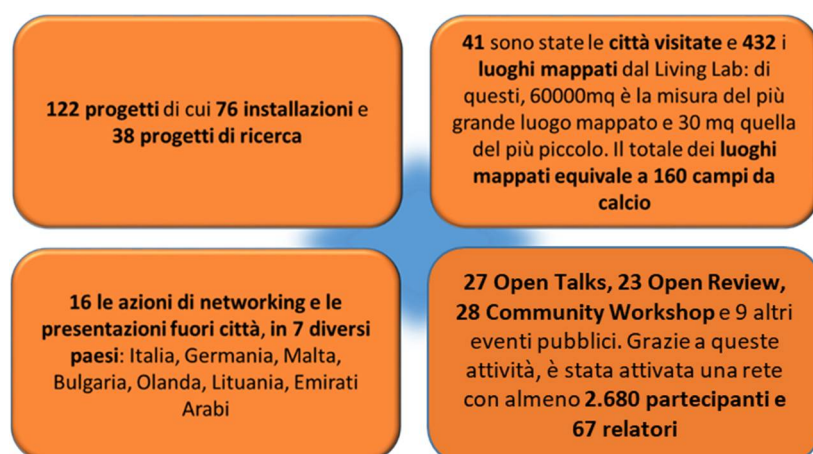 122 progetti di cui 76 installazioni e
38 progetti di ricerca
41 sono state le città visitate e 432 i
luoghi mappati dal Living Lab: di
questi, 60000mq è la misura del più
grande luogo mappato e 30 mq quella
del più piccolo. Il totale dei luoghi
mappati equivale a 160 campi da
calcio
16 le azioni di networking e le
presentazioni fuori città, in 7 diversi
paesi: Italia, Germania, Malta,
Bulgaria, Olanda, Lituania, Emirati
Arabi
27 Open Talks, 23 Open Review,
28 Community Workshop e 9 altri
eventi pubblici. Grazie a queste
attività, è stata attivata una rete
con almeno 2.680 partecipanti e
67 relatori